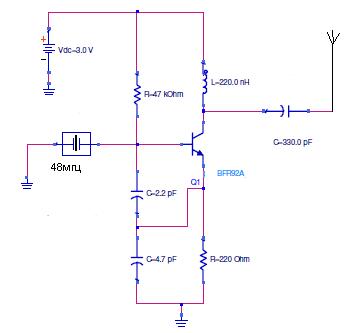 Vdc=3.0 V
R=47 kOhm
L=220.0 nH
C=330.0 pF
48мгц
BFR92A
Q1
C=2.2 pF
C=4.7 pF
R=220 Ohm